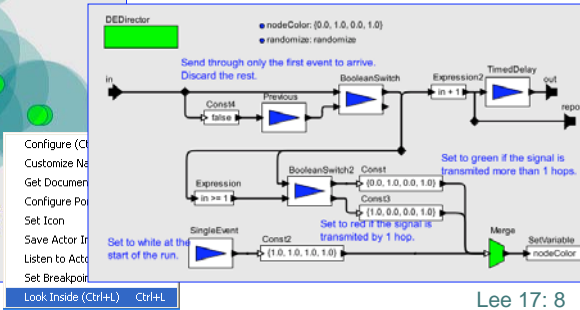 DEDirector
nodeColor: {0.0, 1.0, 0.0, 1.0}
randomize: randomize
Send through only the first event to arrive.
Discard the rest.
in
Const4
false
Previous
BooleanSwitch
Expression2
in + 1
TimedDelay
out
repo
Set to green if the signal is
transmited more than 1 hops.
Expression
in >= 1
BooleanSwitch2
Const
{0.0, 1.0, 0.0, 1.0}
Const3
{1.0, 0.0, 0.0, 1.0}
Set to red if the signal is
transmited by 1 hop.
SingleEvent
Set to white at the
start of the run.
Const2
{1.0, 1.0, 1.0, 1.0}
Merge
SetVariable
nodeColor
Configure (C
Customize Na
Get Documen
Configure Po
Set Icon
Save Actor I
Listen to Act
Set Breakpoi
Look Inside (Ctrl+L) Ctrl+L
Lee 17: 8